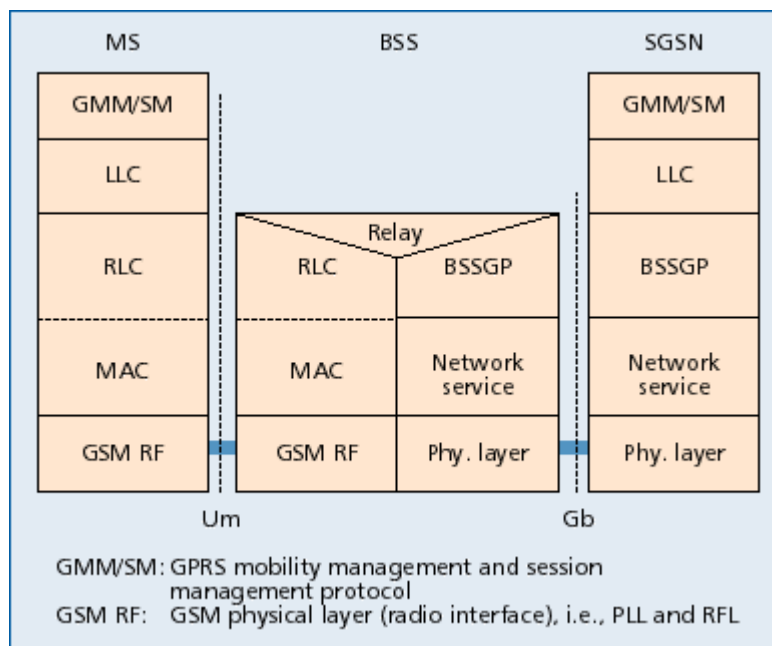 MS BSS SGSN
GMM/SM GMM/SM
LLC LLC
Relay
RLC RLC BSSGP BSSGP
MAC MAC Network service Network service
GSM RF GSM RF Phy. layer Phy. layer
Um Gb
GMM/SM: GPRS mobility management and session
management protocol
GSM RF: GSM physical layer (radio interface), i.e., PLL and RFL